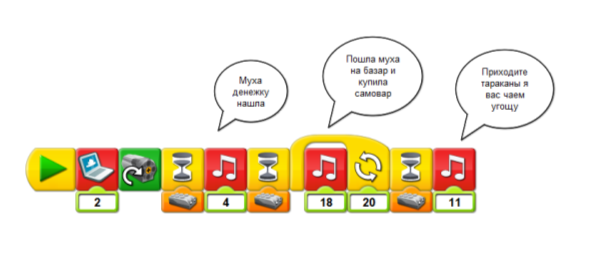 Муха
денежку
нашла
Пошла муха
на базар и
купила
самовар
Приходите
тараканы я
вас чаем
угощу
2
4
18
20
11